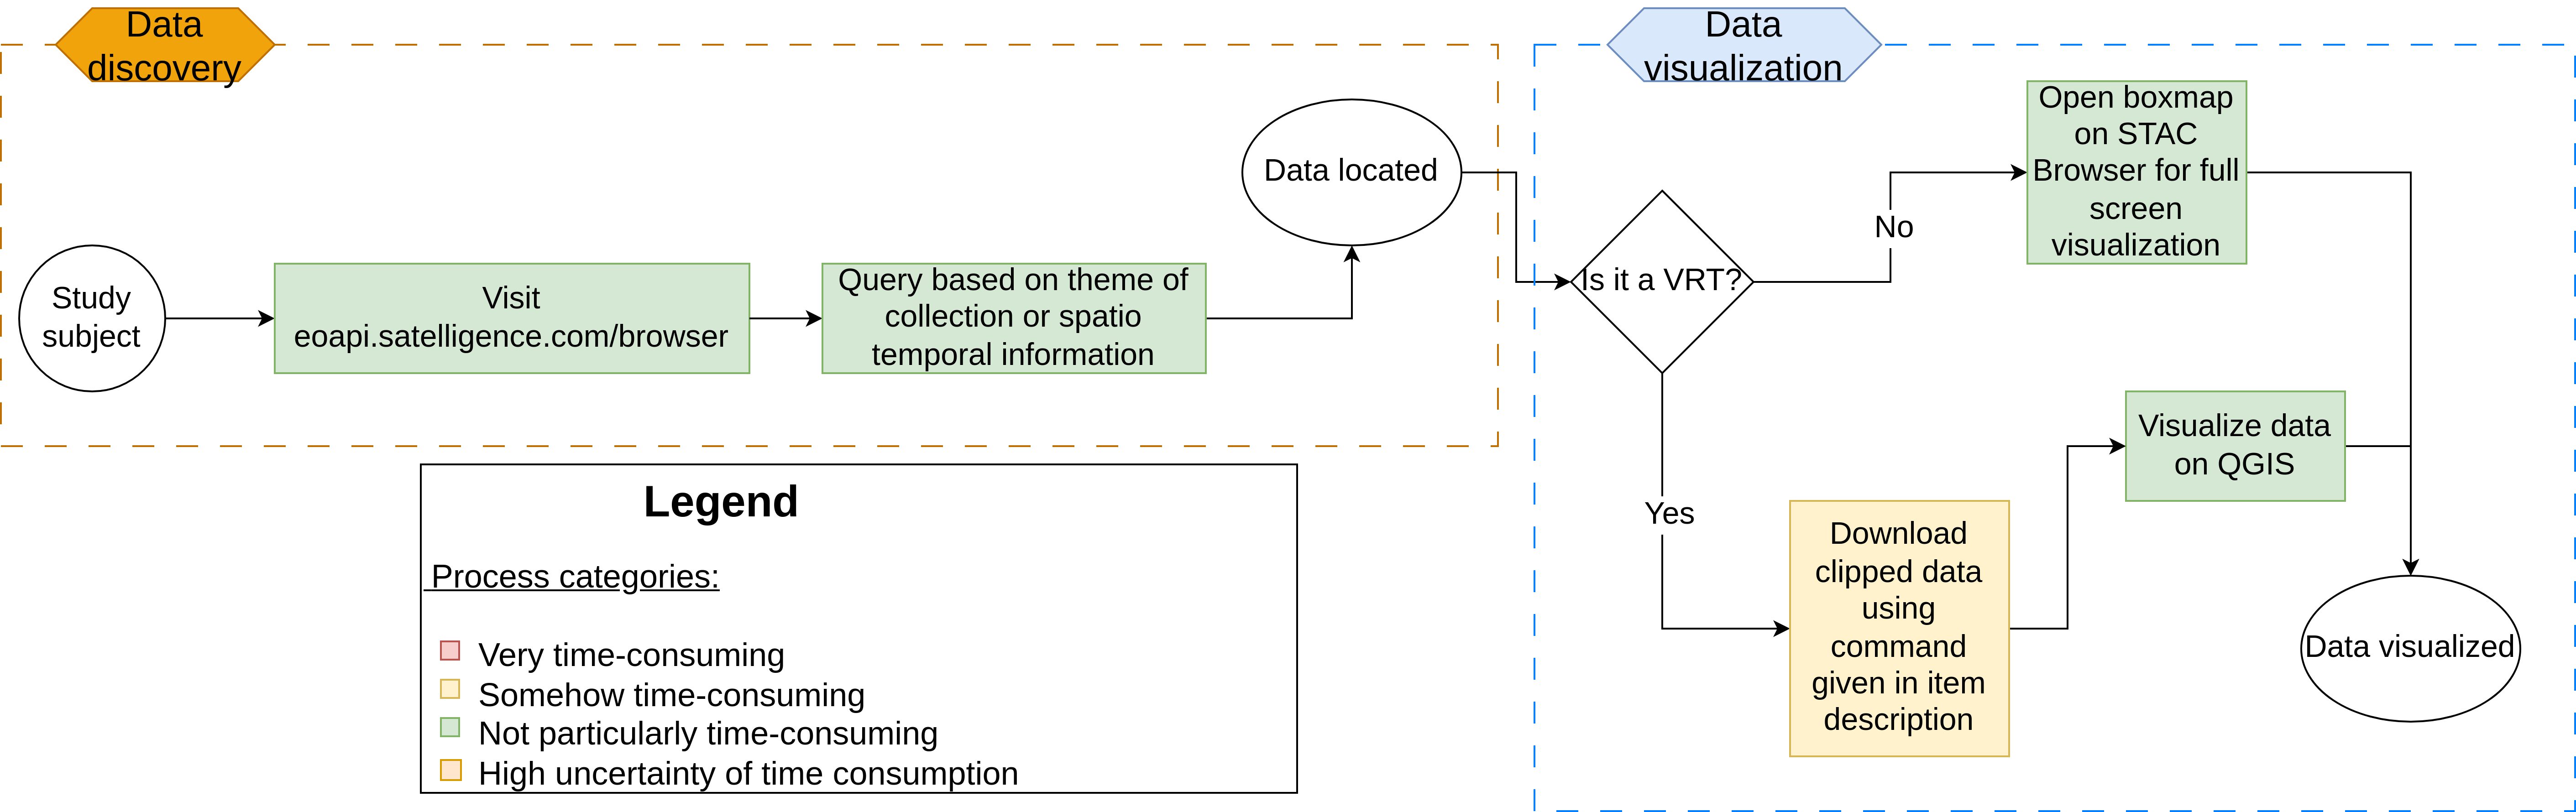 Data
discovery
Study
subject
Visit
eoapi.satelligence.com/browser
Query based on theme of
collection or spatio
temporal information
Data located
Data
visualization
Is it a VRT?
No
Open boxmap
on STAC
Browser for full
screen
visualization
Yes
Download
clipped data
using
command
given in item
description
Visualize data
on QGIS
Data visualized
Legend
Process categories:
Very time-consuming
Somehow time-consuming
Not particularly time-consuming
High uncertainty of time consumption